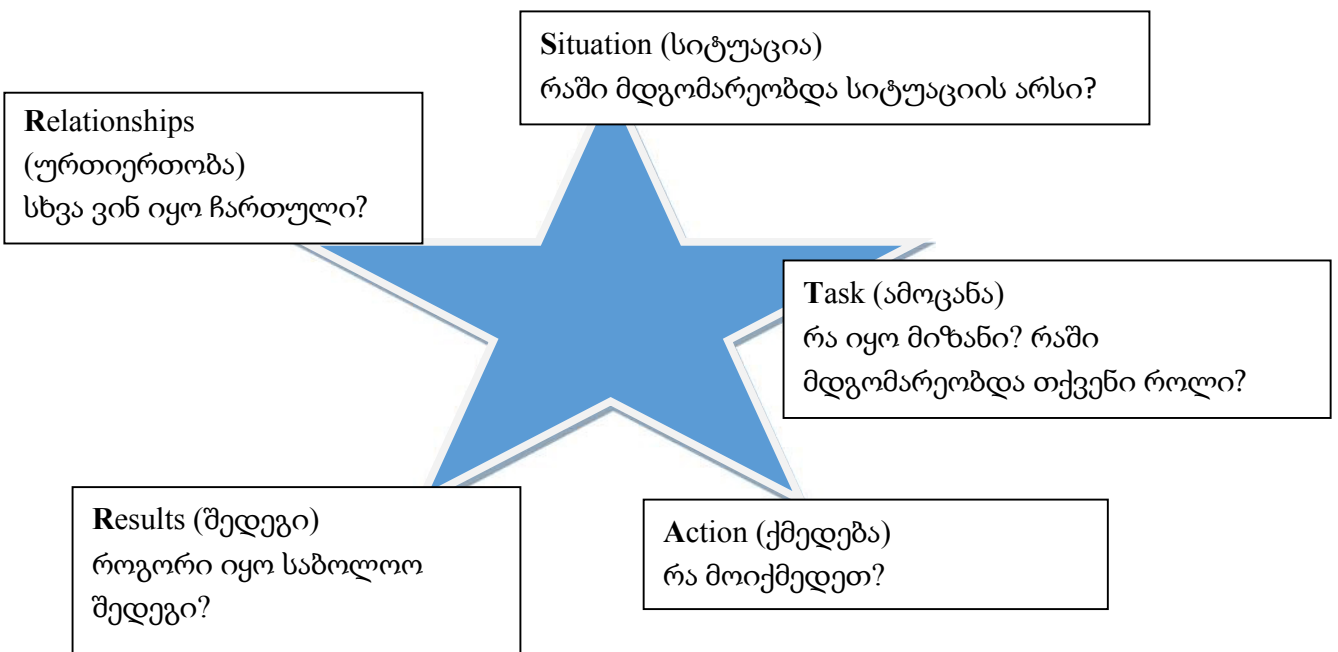 Situation (სიტუაცია)
რაში მდგომარეობდა სიტუაციის არსი?
Relationships
(ურთიერთობა)
სხვა ვინ იყო ჩართული?
Task (ამოცანა)
რა იყო მიზანი? რაში
მდგომარეობდა თქვენი როლი?
Results (შედეგი)
როგორი იყო საბოლოო
შედეგი?
Action (ქმედება)
რა მოიქმედეთ?